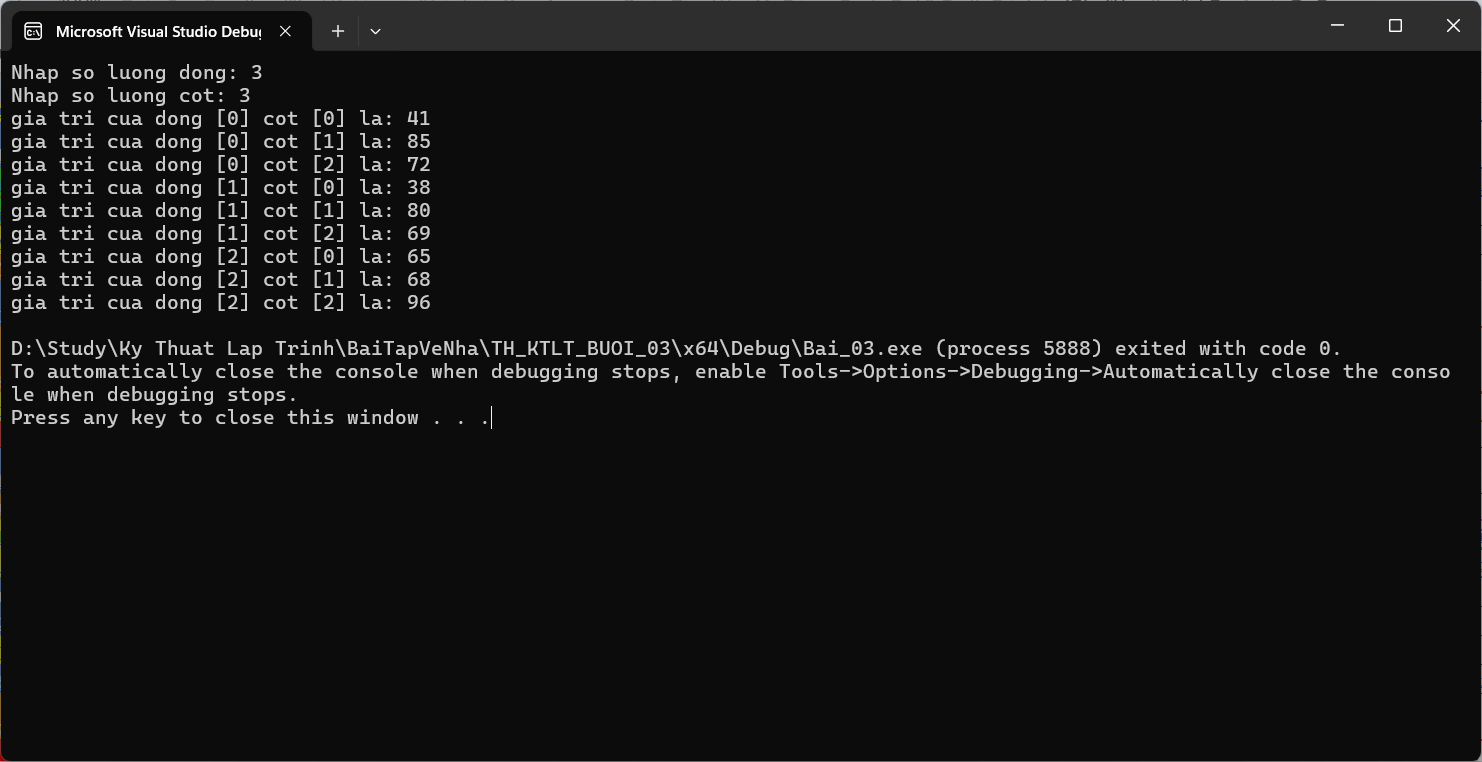 Microsoft Visual Studio Debug
Nhap so luong dong: 3
Nhap so luong cot: 3
gia tri cua dong [0] cot [0] la: 41
gia tri cua dong [0] cot [1] la: 85
gia tri cua dong [0] cot [2] la: 72
gia tri cua dong [1] cot [0] la: 38
gia tri cua dong [1] cot [1] la: 80
gia tri cua dong [1] cot [2] la: 69
gia tri cua dong [2] cot [0] la: 65
gia tri cua dong [2] cot [1] la: 68
gia tri cua dong [2] cot [2] la: 96
D:\Study\Ky Thuat Lap Trinh\BaiTapVeNha\TH_KTLT_BUOI_03\x64\Debug\Bai_03.exe (process 5888) exited with code 0.
To automatically close the console when debugging stops, enable Tools->Options->Debugging->Automatically close the conso
le when debugging stops.
Press any key to close this window . . .